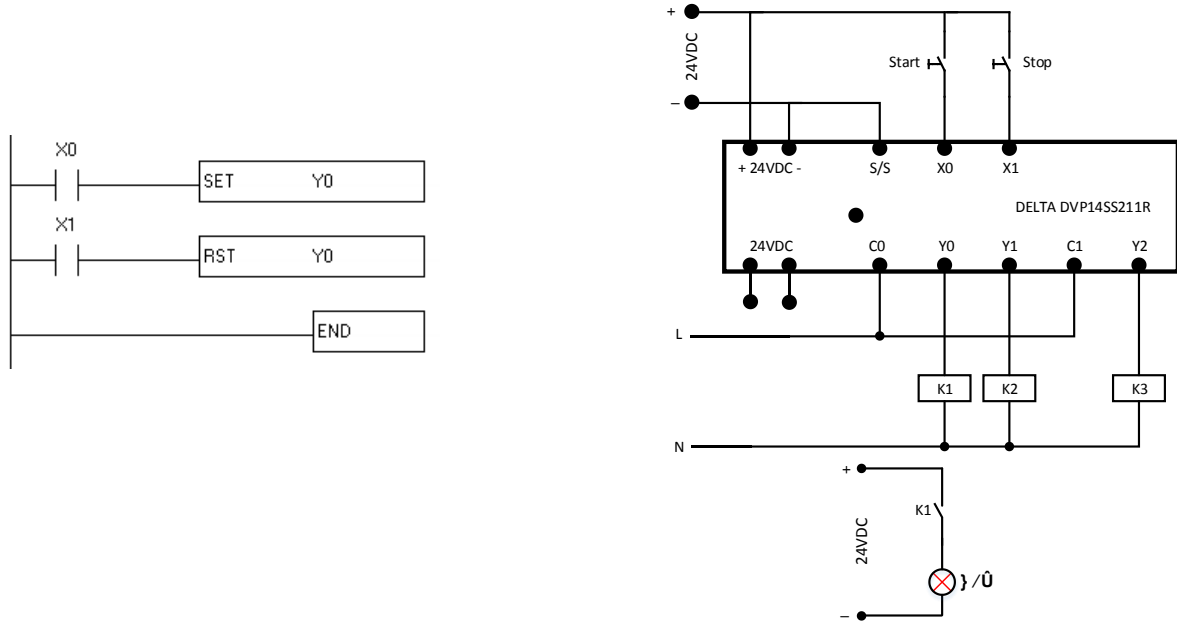 X0
SET Y0
X1
RST Y0
END
+
24VDC
–
Start
Stop
+ 24VDC - S/S X0 X1
DELTA DVP14SS211R
24VDC C0 Y0 Y1 C1 Y2
L
K1 K2 K3
N
+
K1
24VDC
} /Û
–